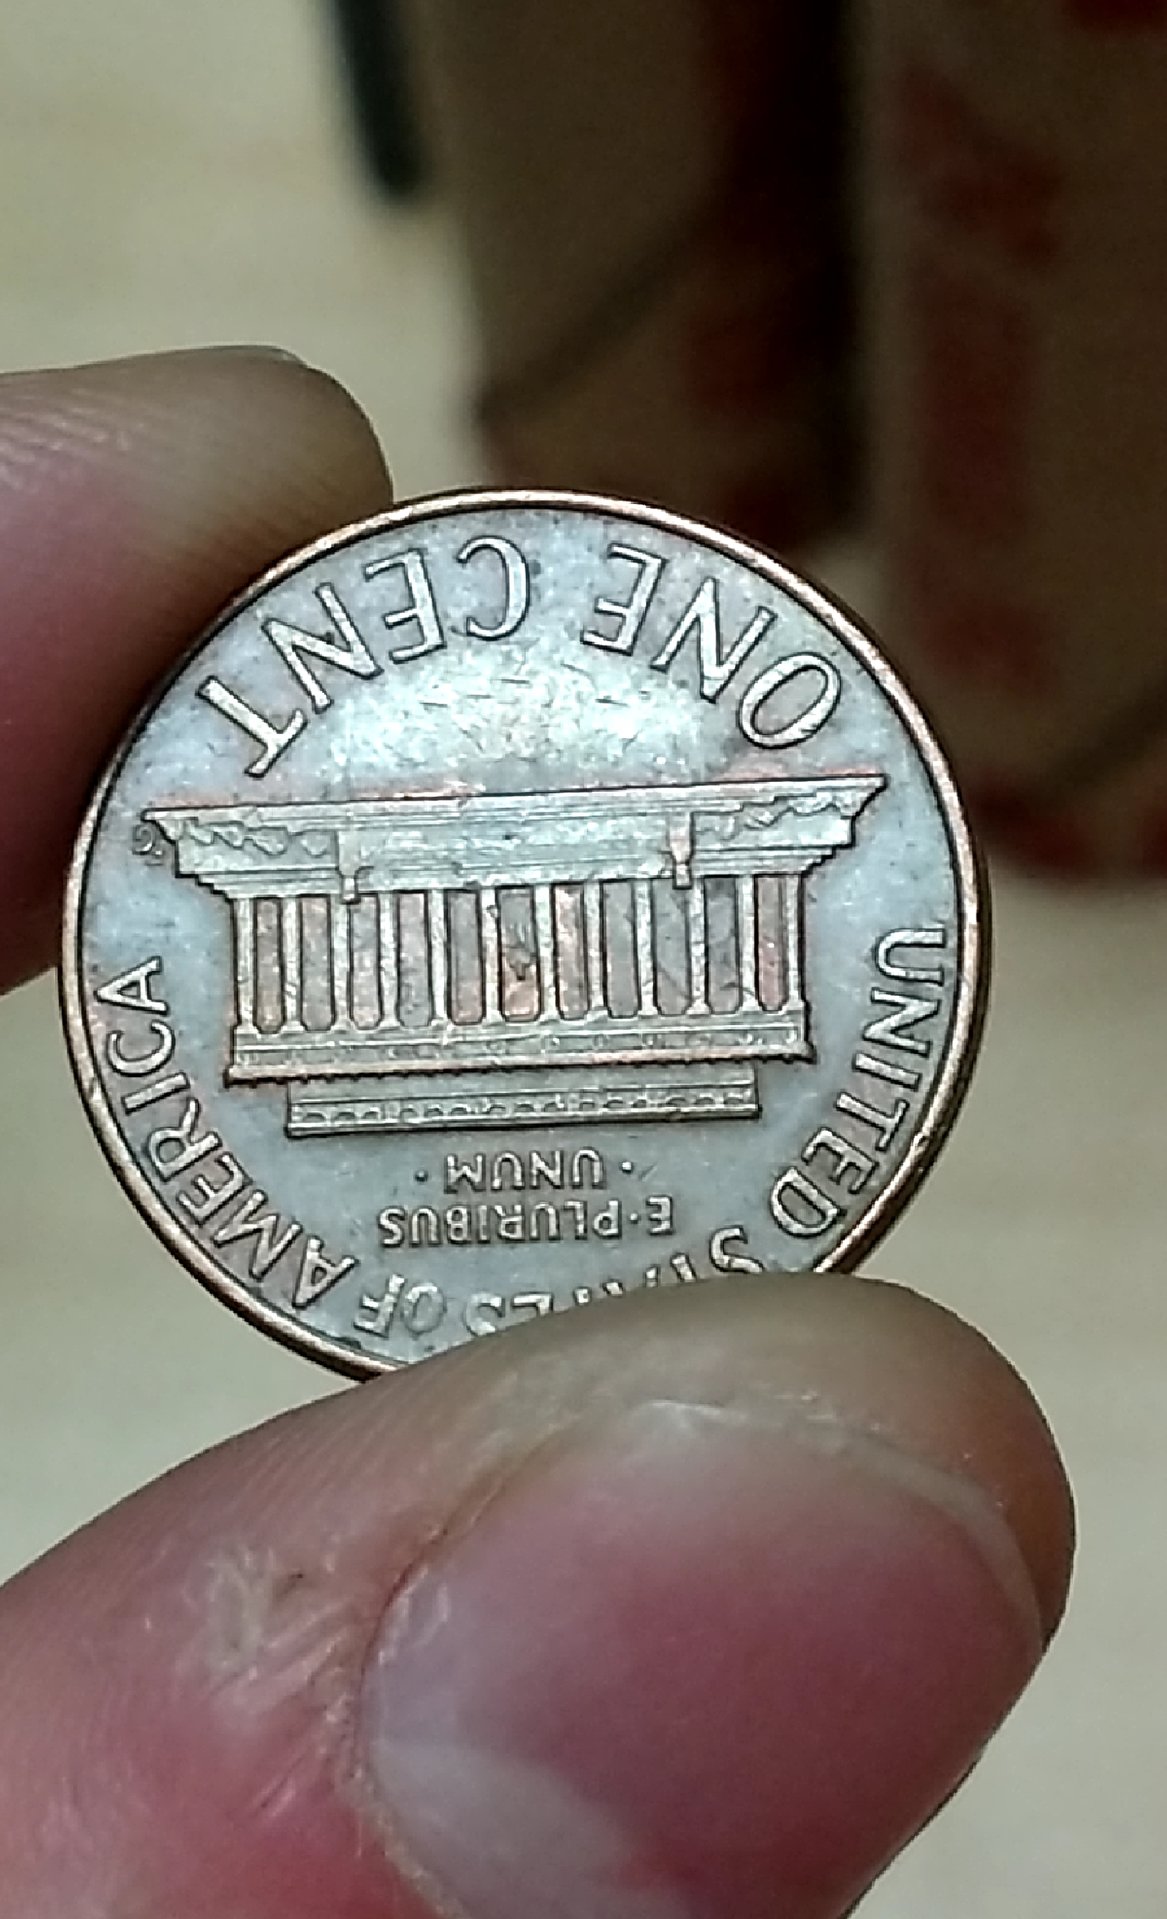 UNITED STATES OF AMERICA
E·PLURIBUS
·UNUM·
ONE CENT